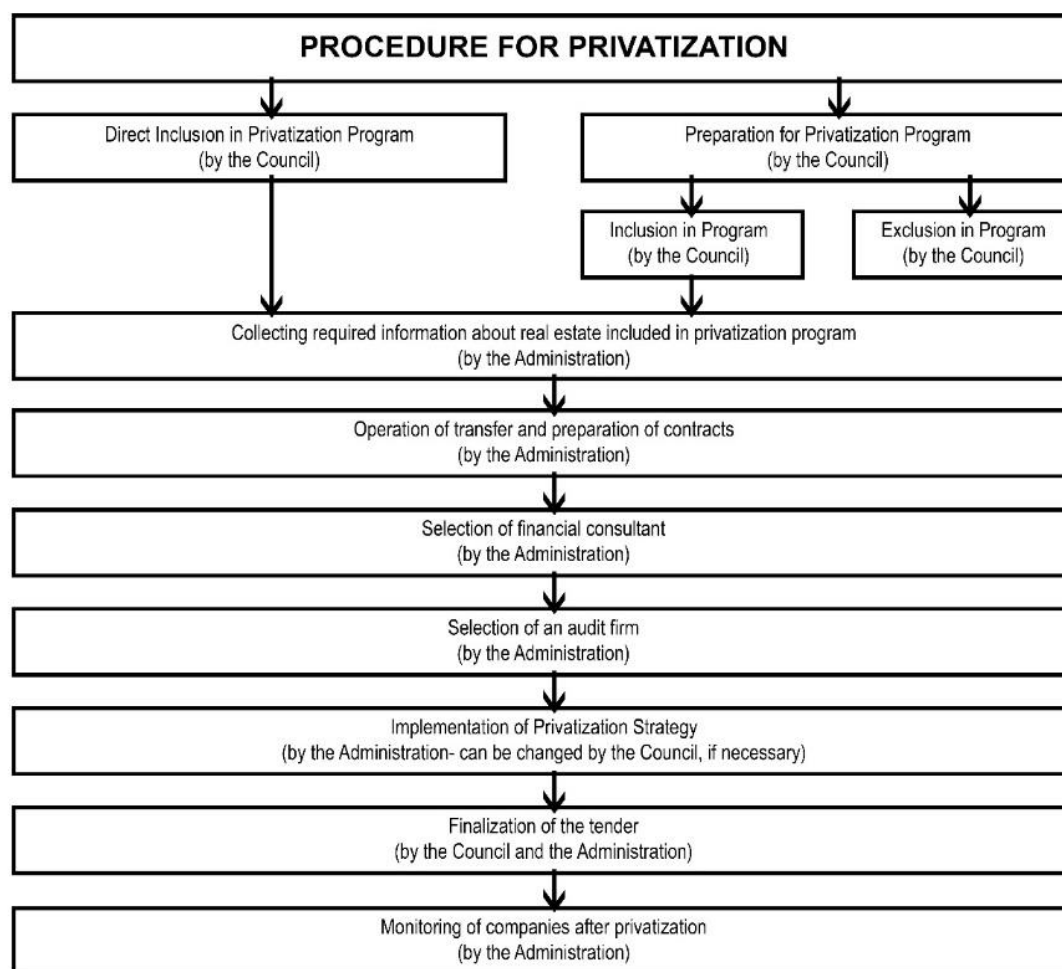 PROCEDURE FOR PRIVATIZATION
Direct Inclusion in Privatization Program
(by the Council)
Preparation for Privatization Program
(by the Council)
Inclusion in Program
(by the Council)
Exclusion in Program
(by the Council)
Collecting required information about real estate included in privatization program
(by the Administration)
Operation of transfer and preparation of contracts
(by the Administration)
Selection of financial consultant
(by the Administration)
Selection of an audit firm
(by the Administration)
Implementation of Privatization Strategy
(by the Administration- can be changed by the Council, if necessary)
Finalization of the tender
(by the Council and the Administration)
Monitoring of companies after privatization
(by the Administration)